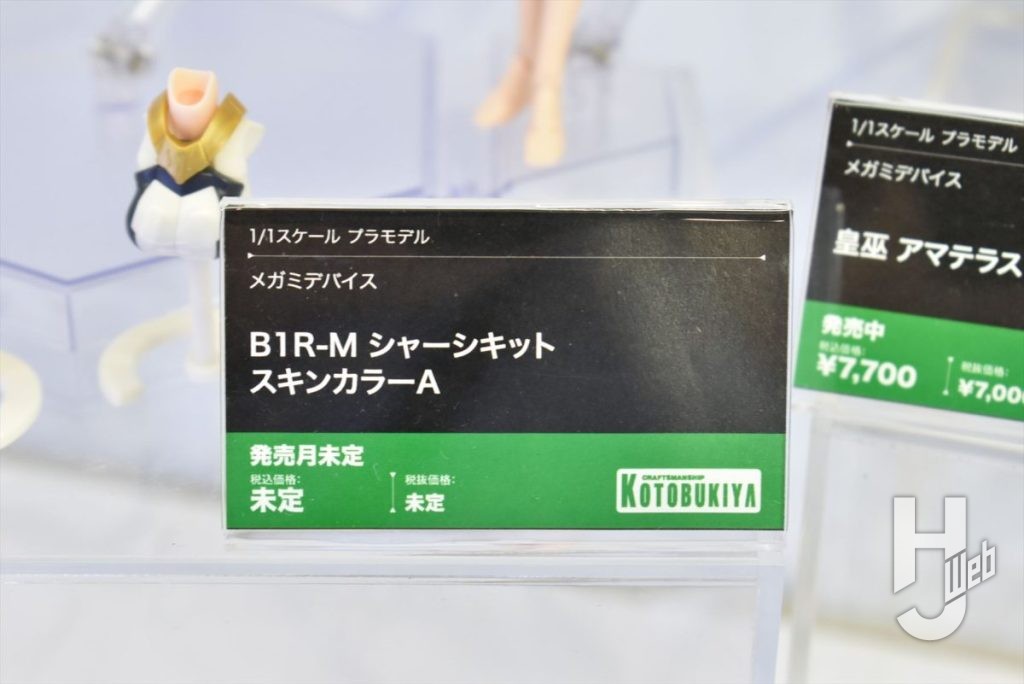 1/1スケール プラモデル
メガミデバイス
B1R-M シャーシキット
スキンカラーA
発売月未定
税込価格:
未定
税抜価格:
未定
CRAFTSMANSHIP
KOTOBUKIYA
1/1スケール プラモデル
メガミデバイス
皇巫 アマテラス
発売中
税込価格:
¥7,700
税抜価格:
¥7,00
HJ Web